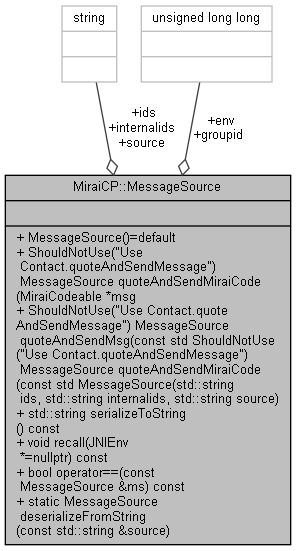 string
unsigned long long
+ids
+internalids
+source
+env
+groupid
MiraiCP::MessageSource
+ MessageSource()=default
+ ShouldNotUse("Use
Contact.quoteAndSendMessage")
MessageSource quoteAndSendMiraiCode
(MiraiCodeable *msg
+ ShouldNotUse("Use Contact.quote
AndSendMessage") MessageSource
quoteAndSendMsg(const std ShouldNotUse
("Use Contact.quoteAndSendMessage")
MessageSource quoteAndSendMiraiCode
(const std MessageSource(std::string
ids, std::string internalids, std::string source)
+ std::string serializeToString
() const
+ void recall(JNIEnv
*=nullptr) const
+ bool operator==(const
MessageSource &ms) const
+ static MessageSource
deserializeFromString
(const std::string &source)